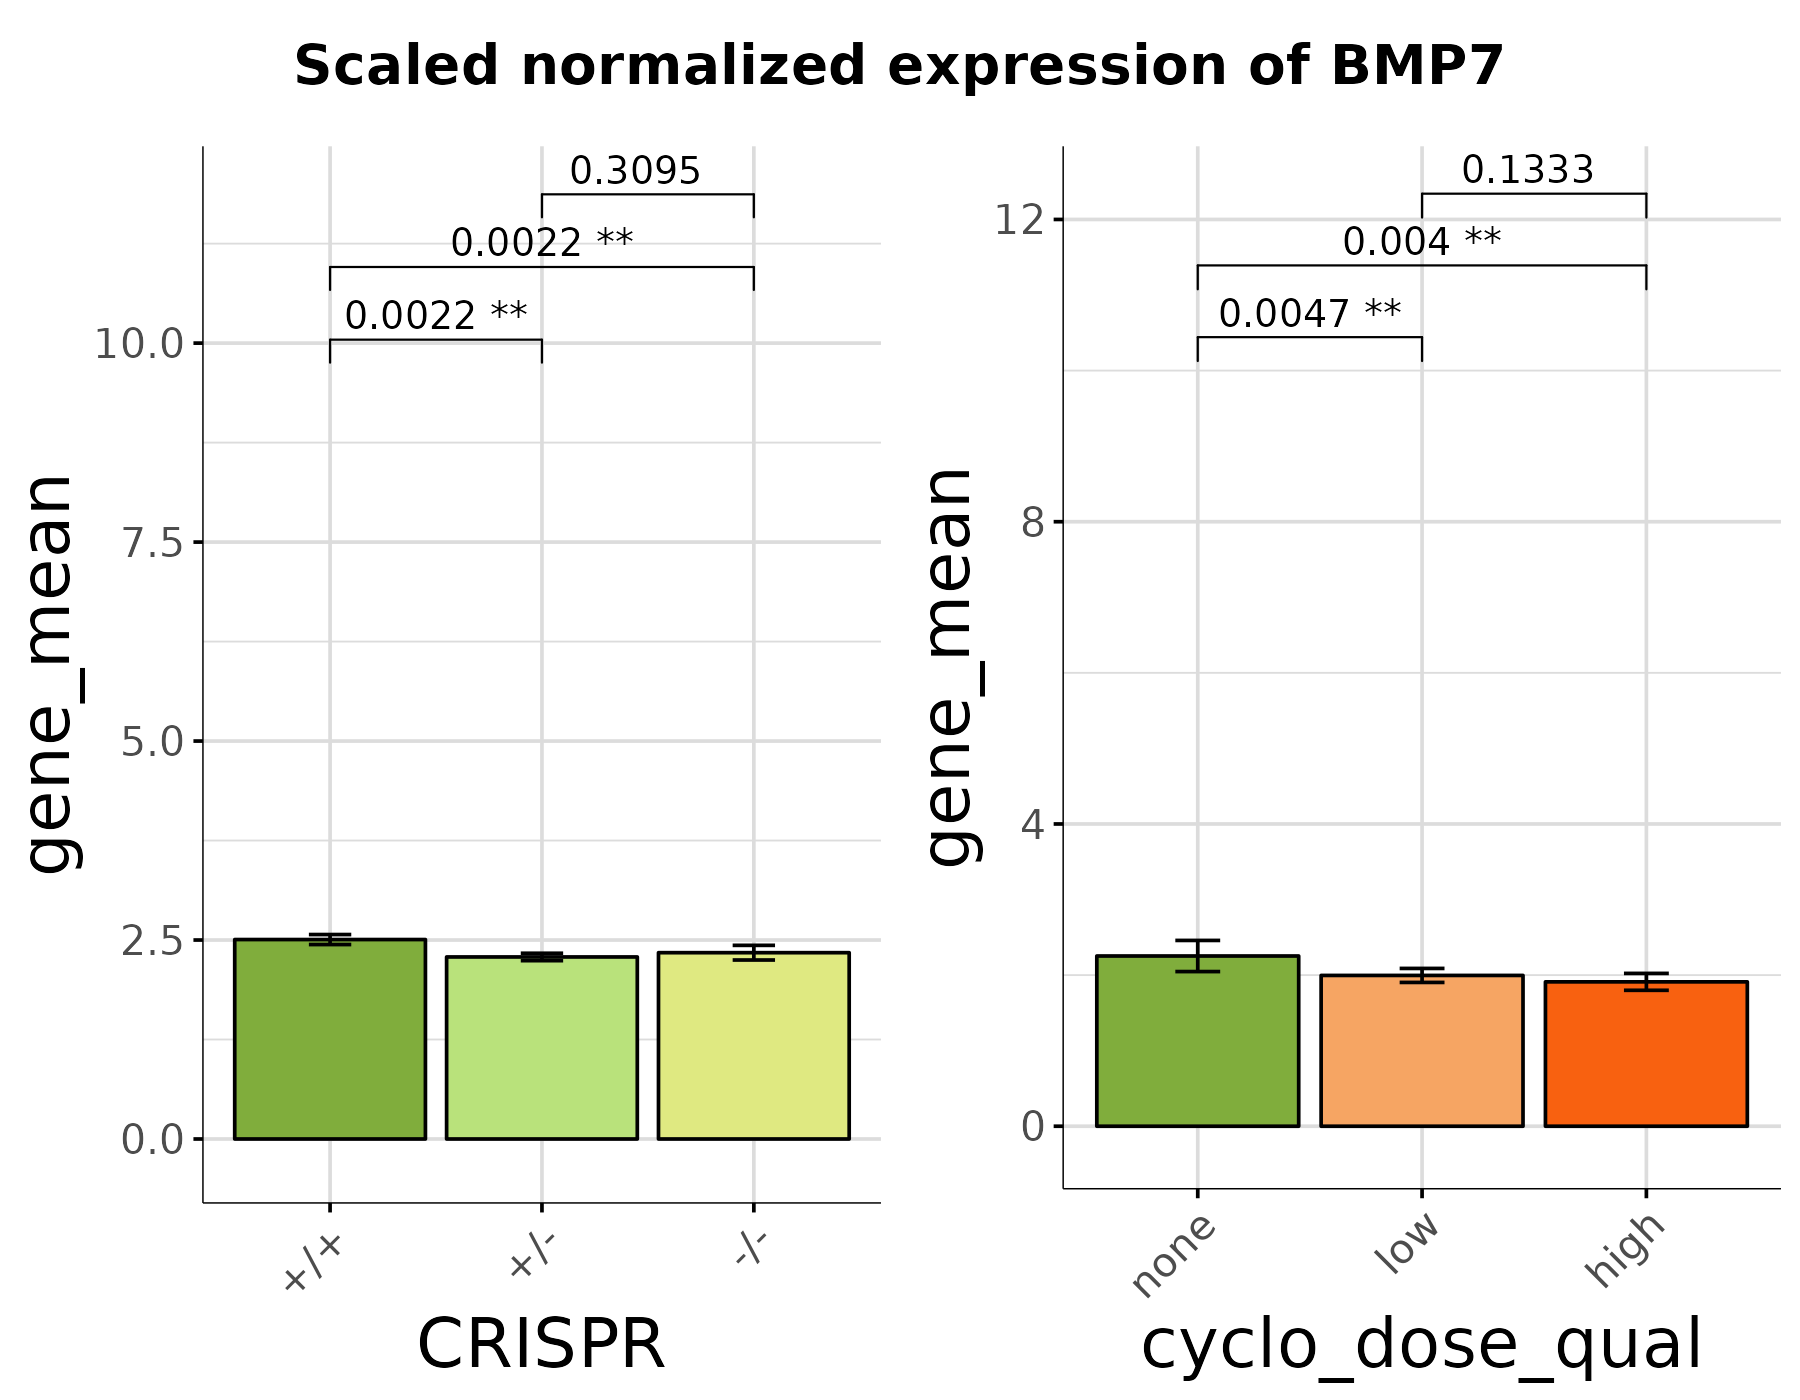 Scaled normalized expression of BMP7
gene_mean
10.0
7.5
5.0
2.5
0.0
0.3095
0.0022 **
0.0022 **
+/+
+/-
-/-
CRISPR
gene_mean
12
8
4
0
0.1333
0.004 **
0.0047 **
none
low
high
cyclo_dose_qual